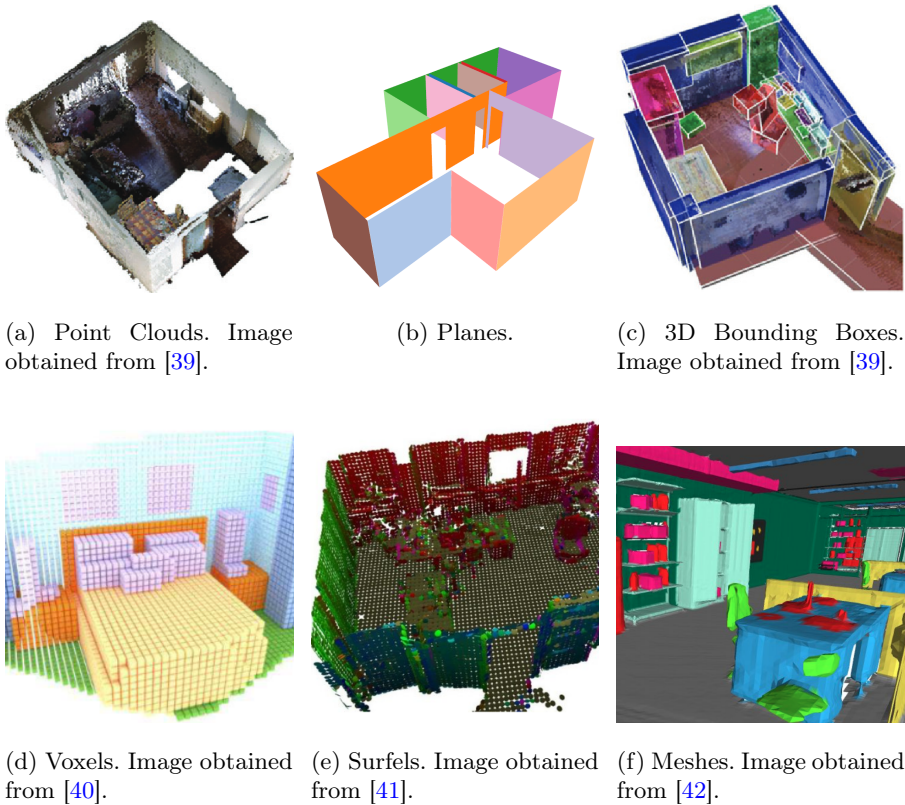 (a) Point Clouds. Image
obtained from [39].
(b) Planes.
(c) 3D Bounding Boxes.
Image obtained from [39].
(d) Voxels. Image obtained
from [40].
(e) Surfels. Image obtained
from [41].
(f) Meshes. Image obtained
from [42].